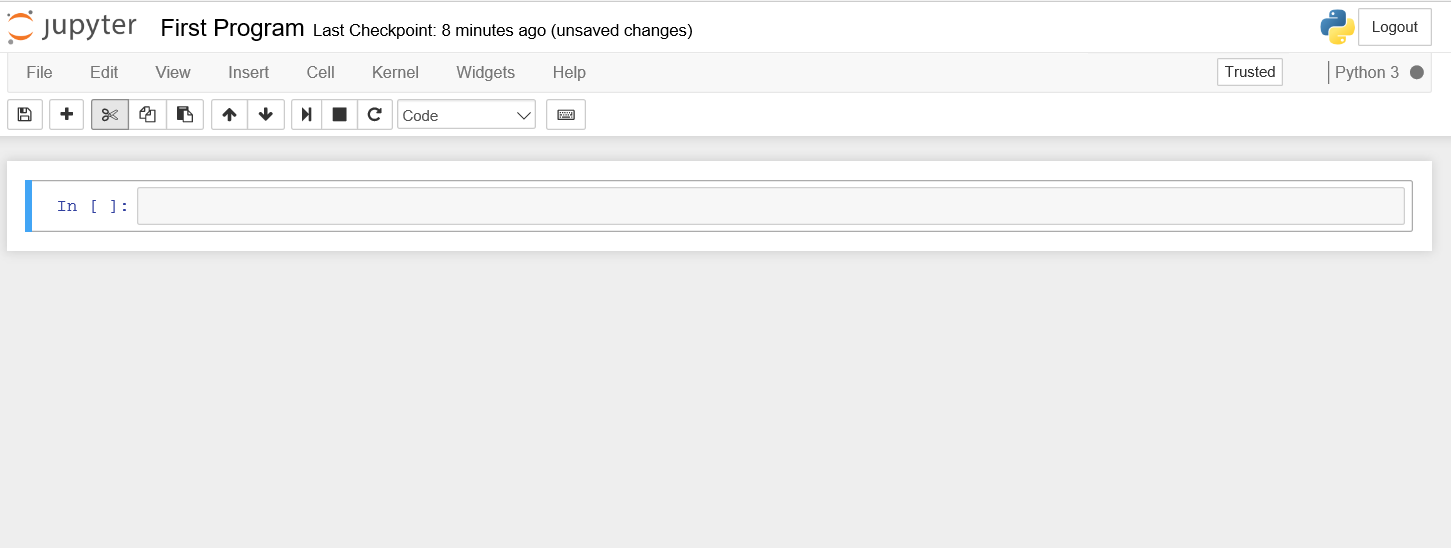 jupyter First Program Last Checkpoint: 8 minutes ago (unsaved changes) Logout
File Edit View Insert Cell Kernel Widgets Help Trusted Python 3
Code
In [ ]: